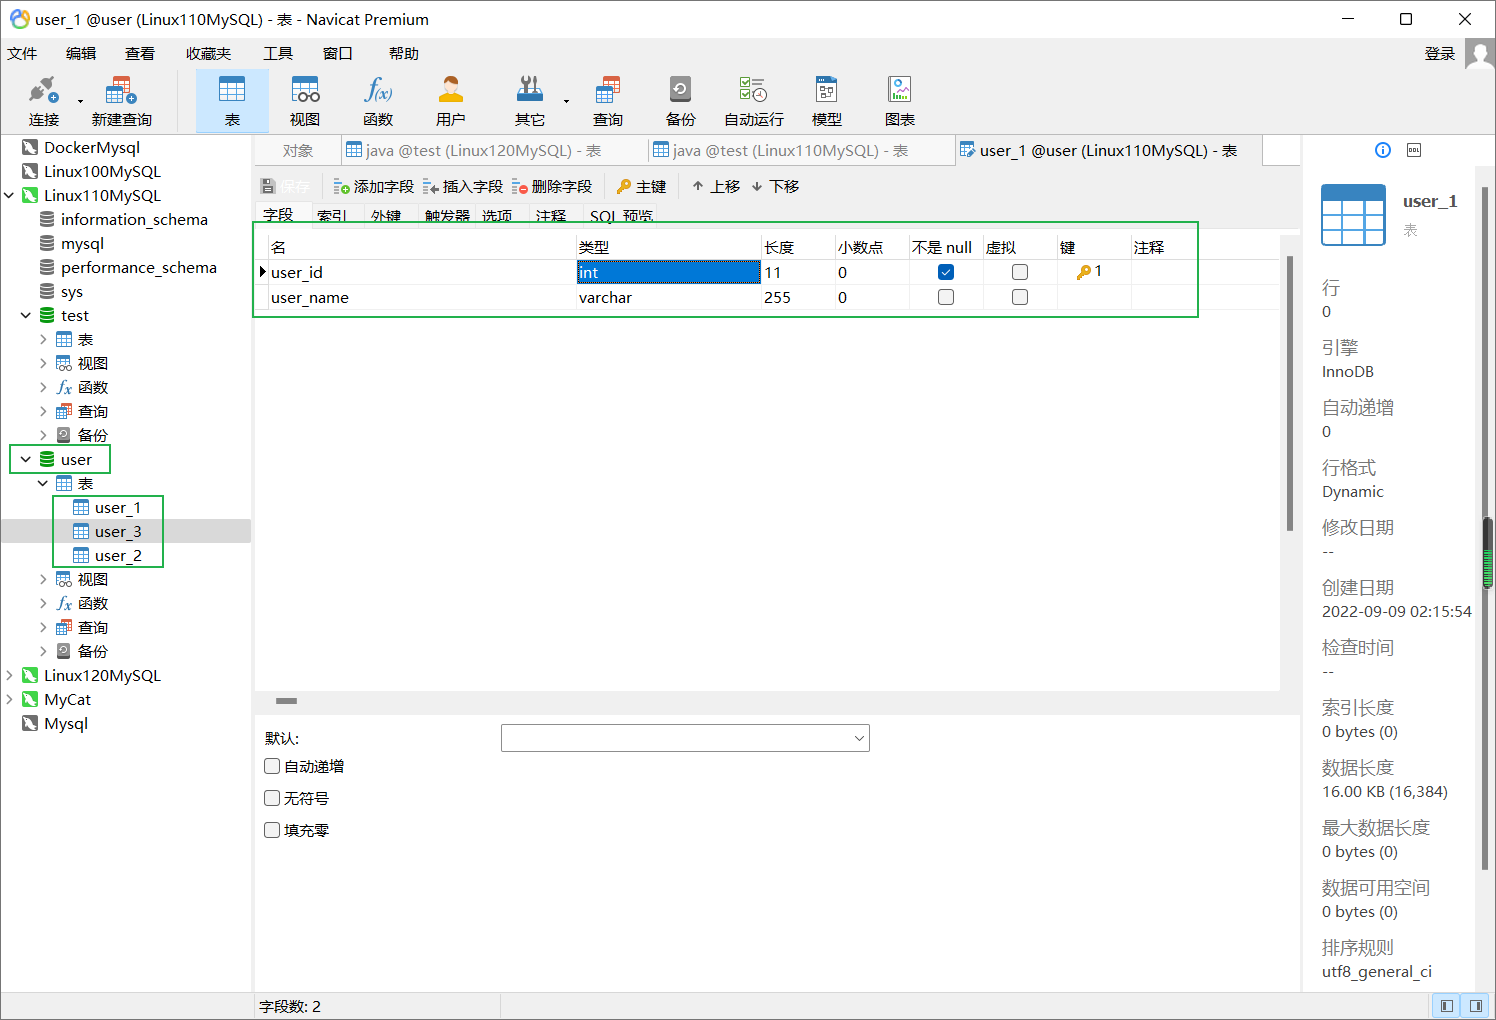 user_1 @user (Linux110MySQL) - 表 - Navicat Premium
文件 编辑 查看 收藏夹 工具 窗口 帮助 登录
连接 新建查询 表 视图 函数 用户 其它 查询 备份 自动运行 模型 图表
DockerMysql
Linux100MySQL
Linux110MySQL
information_schema
mysql
performance_schema
sys
test
表
视图
函数
查询
备份
user
表
user_1
user_3
user_2
视图
函数
查询
备份
Linux120MySQL
MyCat
Mysql
对象 java @test (Linux120MySQL) - 表 java @test (Linux110MySQL) - 表 user_1 @user (Linux110MySQL) - 表
保存 添加字段 插入字段 删除字段 主键 上移 下移
字段 索引 外键 触发器 选项 注释 SQL 预览
名 类型 长度 小数点 不是 null 虚拟 键 注释
user_id int 11 0 1
user_name varchar 255 0
默认:
自动递增
无符号
填充零
DDL
user_1
表
行
0
引擎
InnoDB
自动递增
0
行格式
Dynamic
修改日期
--
创建日期
2022-09-09 02:15:54
检查时间
--
索引长度
0 bytes (0)
数据长度
16.00 KB (16,384)
最大数据长度
0 bytes (0)
数据可用空间
0 bytes (0)
排序规则
utf8_general_ci
字段数: 2